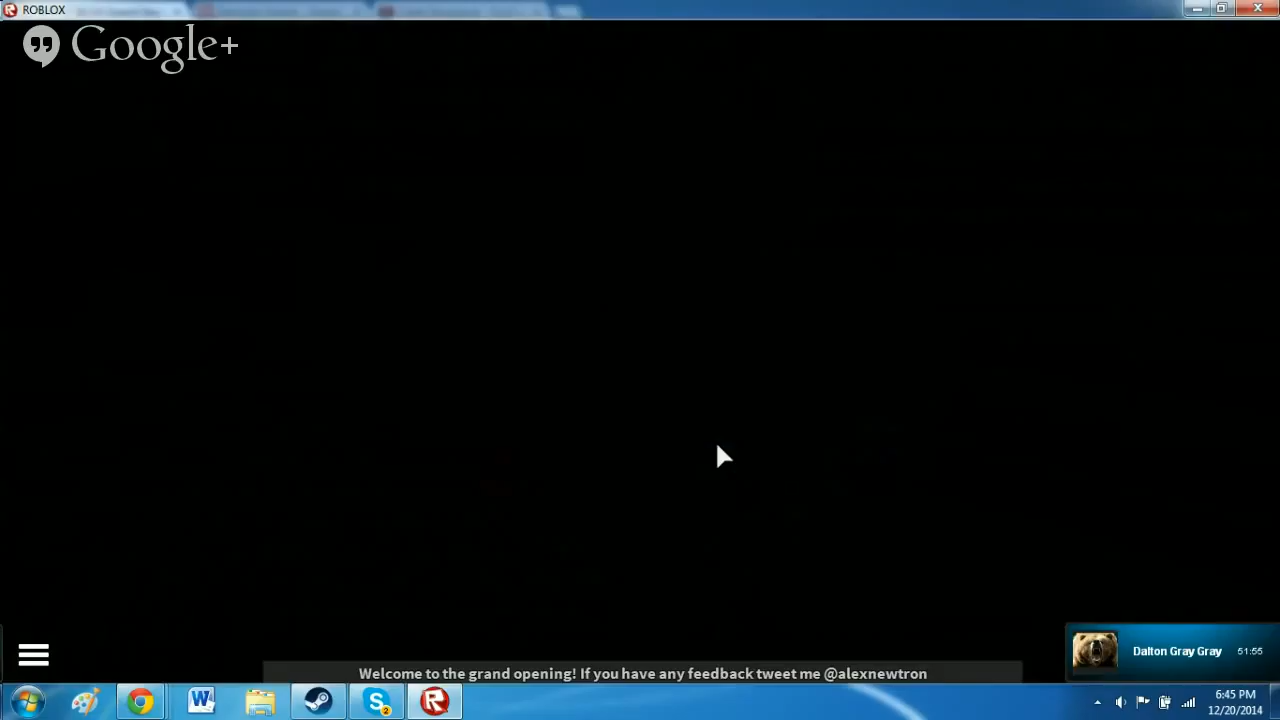 ROBLOX
Google+
Dalton Gray Gray 51:55
Welcome to the grand opening! If you have any feedback tweet me @alexnewtron
W
S 2
R
6:45 PM
12/20/2014